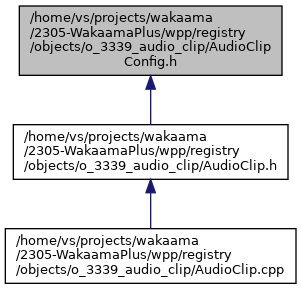 /home/vs/projects/wakaama
/2305-WakaamaPlus/wpp/registry
/objects/o_3339_audio_clip/AudioClip
Config.h
/home/vs/projects/wakaama
/2305-WakaamaPlus/wpp/registry
/objects/o_3339_audio_clip/AudioClip.h
/home/vs/projects/wakaama
/2305-WakaamaPlus/wpp/registry
/objects/o_3339_audio_clip/AudioClip.cpp